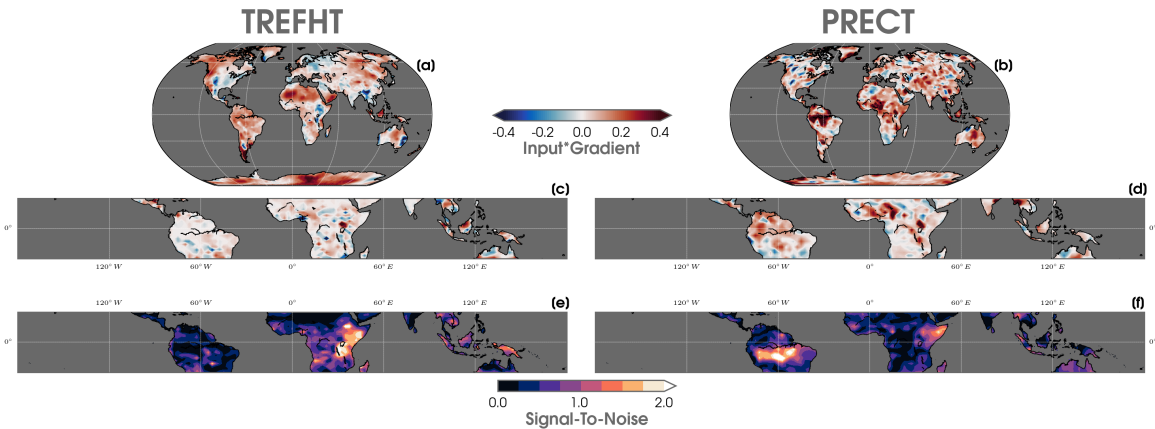 TREFHT
PRECT
(a)
(b)
-0.4 -0.2 0.0 0.2 0.4
Input*Gradient
(c)
(d)
0°
0°
120° W 60° W 0° 60° E 120° E
120° W 60° W 0° 60° E 120° E
120° W 60° W 0° 60° E 120° E
120° W 60° W 0° 60° E 120° E
(e)
(f)
0°
0°
0.0 1.0 2.0
Signal-To-Noise